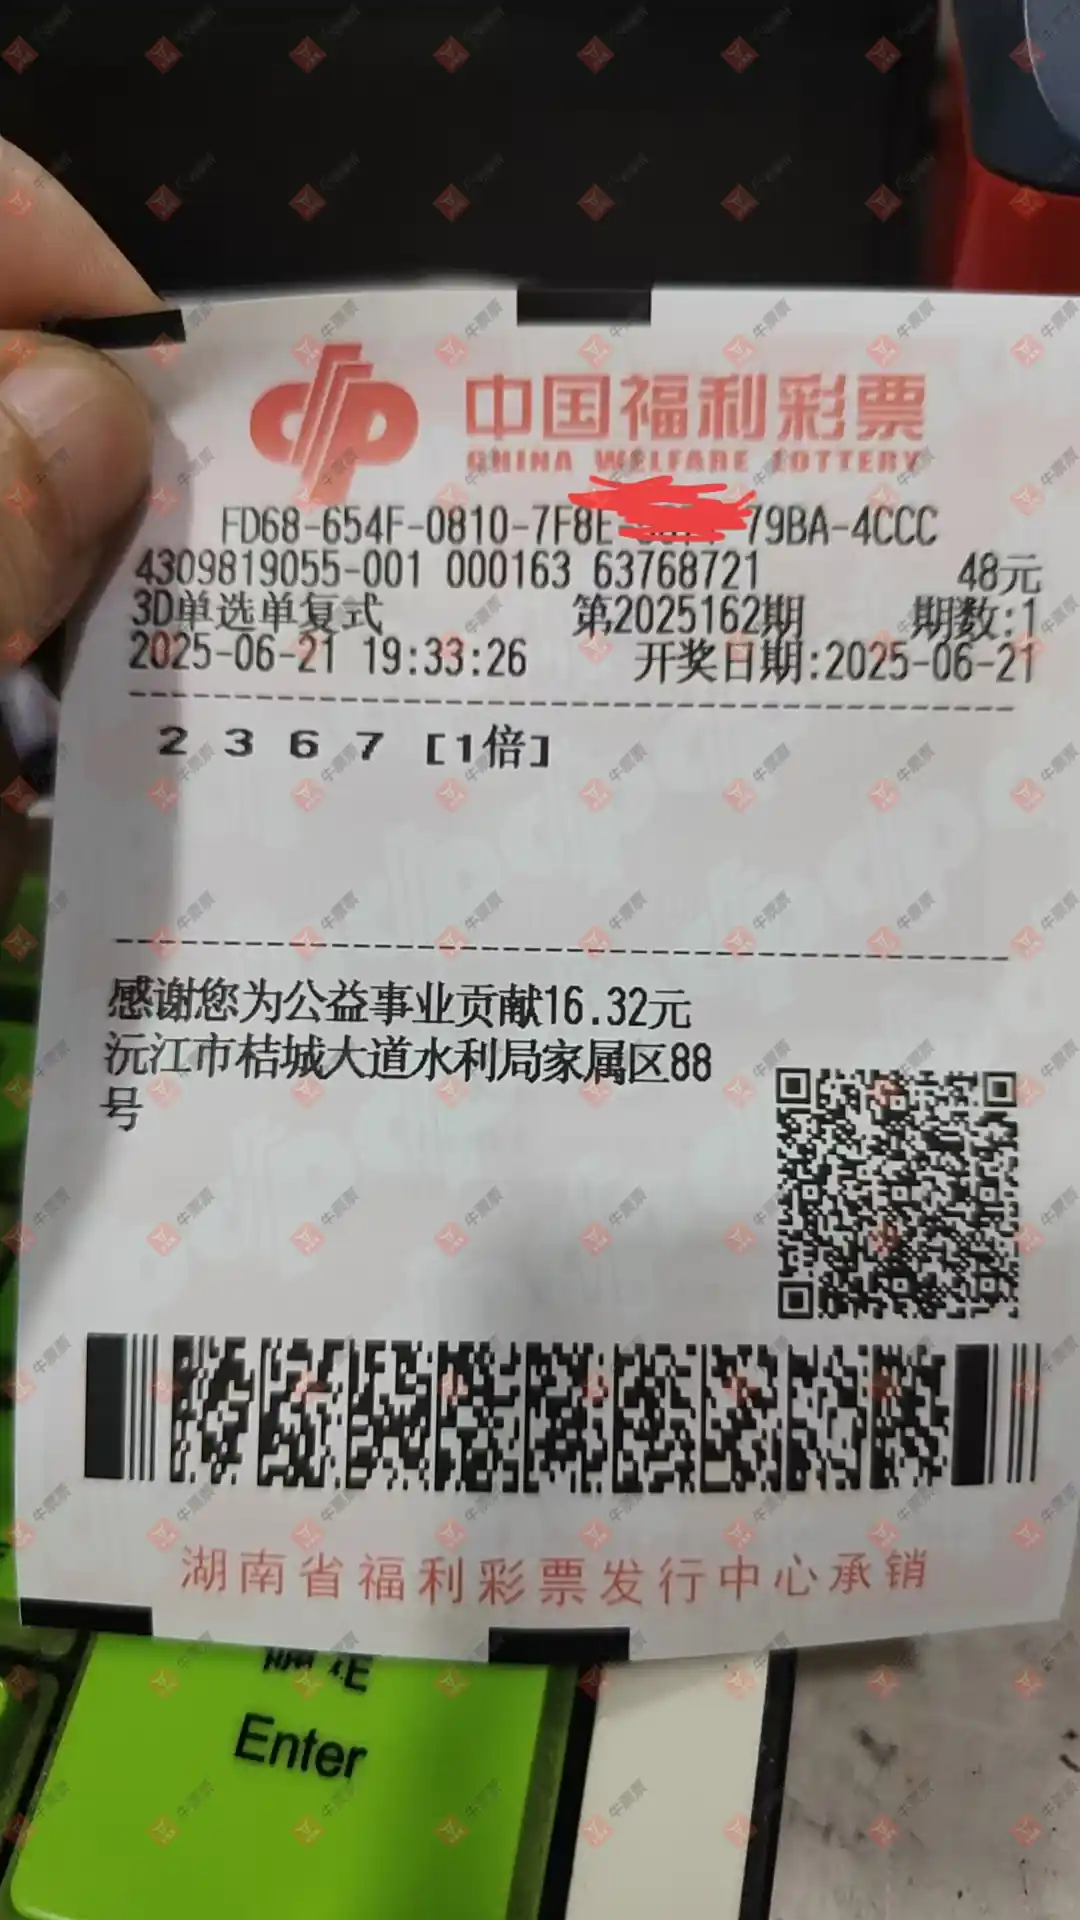 中国福利彩票
CHINA WELFARE LOTTERY
FD68-654F-0810-7F8E- 79BA-4CCC
4309819055-001 000163 63768721 48元
3D单选单复式 第2025162期 期数:1
2025-06-21 19:33:26 开奖日期:2025-06-21
2 3 6 7 [1倍]
感谢您为公益事业贡献16.32元
沅江市桔城大道水利局家属区88
号
湖南省福利彩票发行中心承销
Enter
牛票票